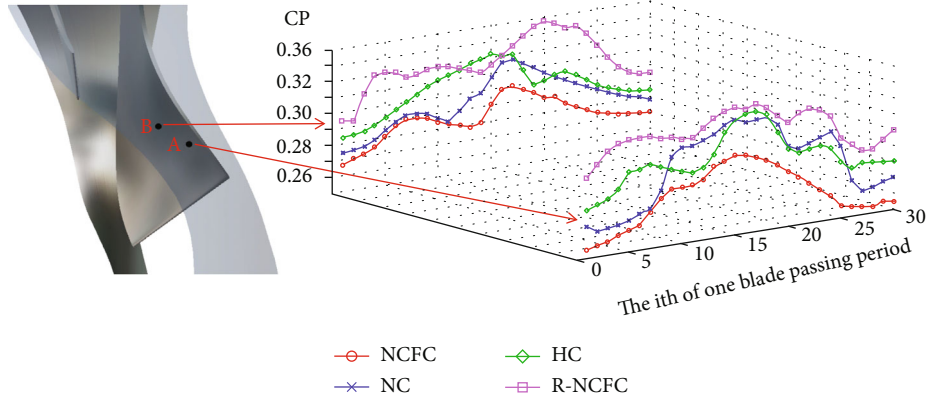 CP
0.36
0.32
0.30
0.28
0.26
B
A
0
5
10
15
20
25
30
The ith of one blade passing period
NCFC
HC
NC
R-NCFC